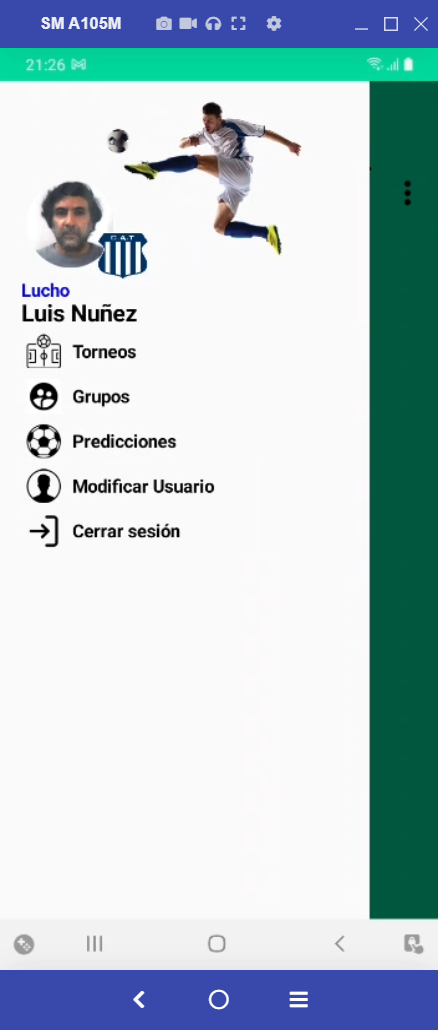 SM A105M
21:26
C.A.T
Lucho
Luis Nuñez
Torneos
Grupos
Predicciones
Modificar Usuario
Cerrar sesión